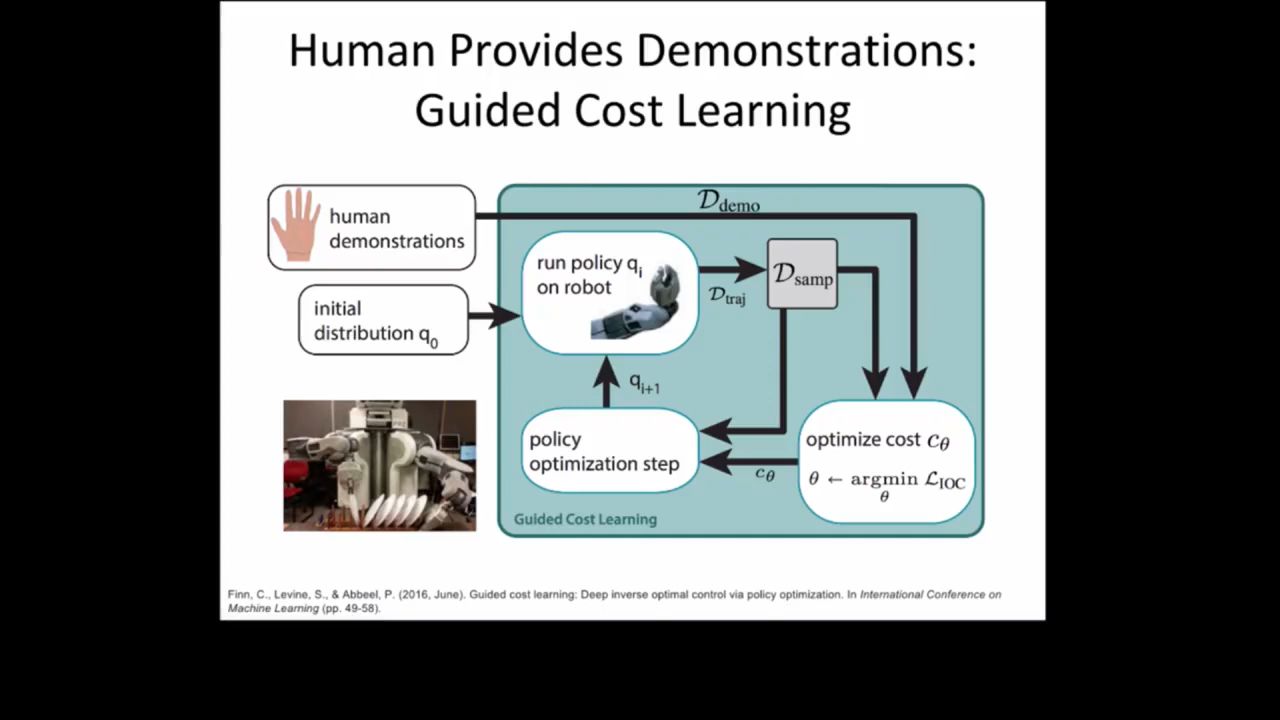 Human Provides Demonstrations:
Guided Cost Learning
human
demonstrations
initial
distribution q₀
𝒟demo
run policy qᵢ
on robot
𝒟traj
𝒟samp
qᵢ₊₁
policy
optimization step
cθ
optimize cost cθ
θ ← argmin ℒIOC
θ
Guided Cost Learning
Finn, C., Levine, S., & Abbeel, P. (2016, June). Guided cost learning: Deep inverse optimal control via policy optimization. In International Conference on
Machine Learning (pp. 49-58).